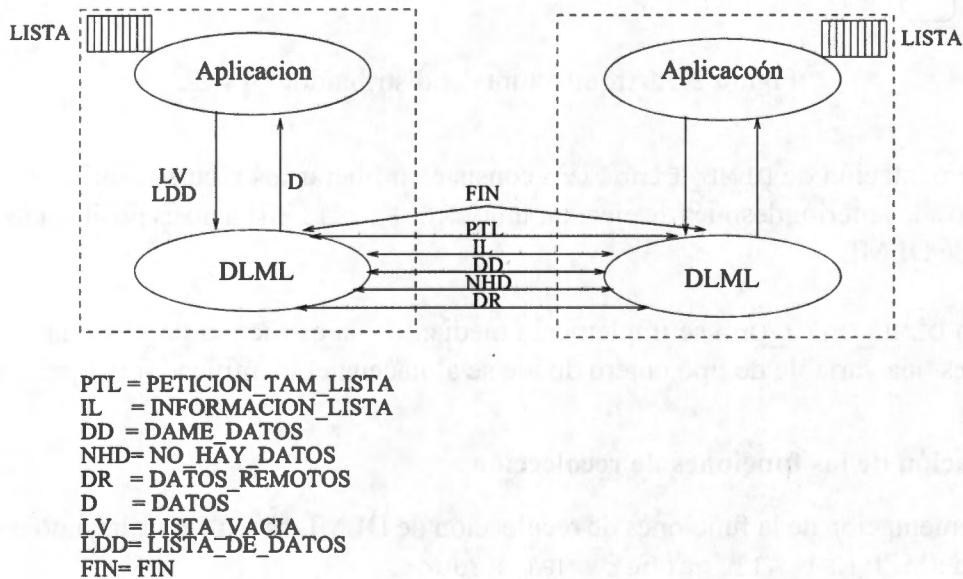 LISTA
Aplicacion
Aplicacoón
LISTA
LV
LDD
D
FIN
PTL
IL
DD
NHD
DR
DLML
DLML
PTL = PETICION_TAM_LISTA
IL = INFORMACION_LISTA
DD = DAME_DATOS
NHD= NO_HAY_DATOS
DR = DATOS_REMOTOS
D = DATOS
LV = LISTA_VACIA
LDD= LISTA_DE_DATOS
FIN= FIN